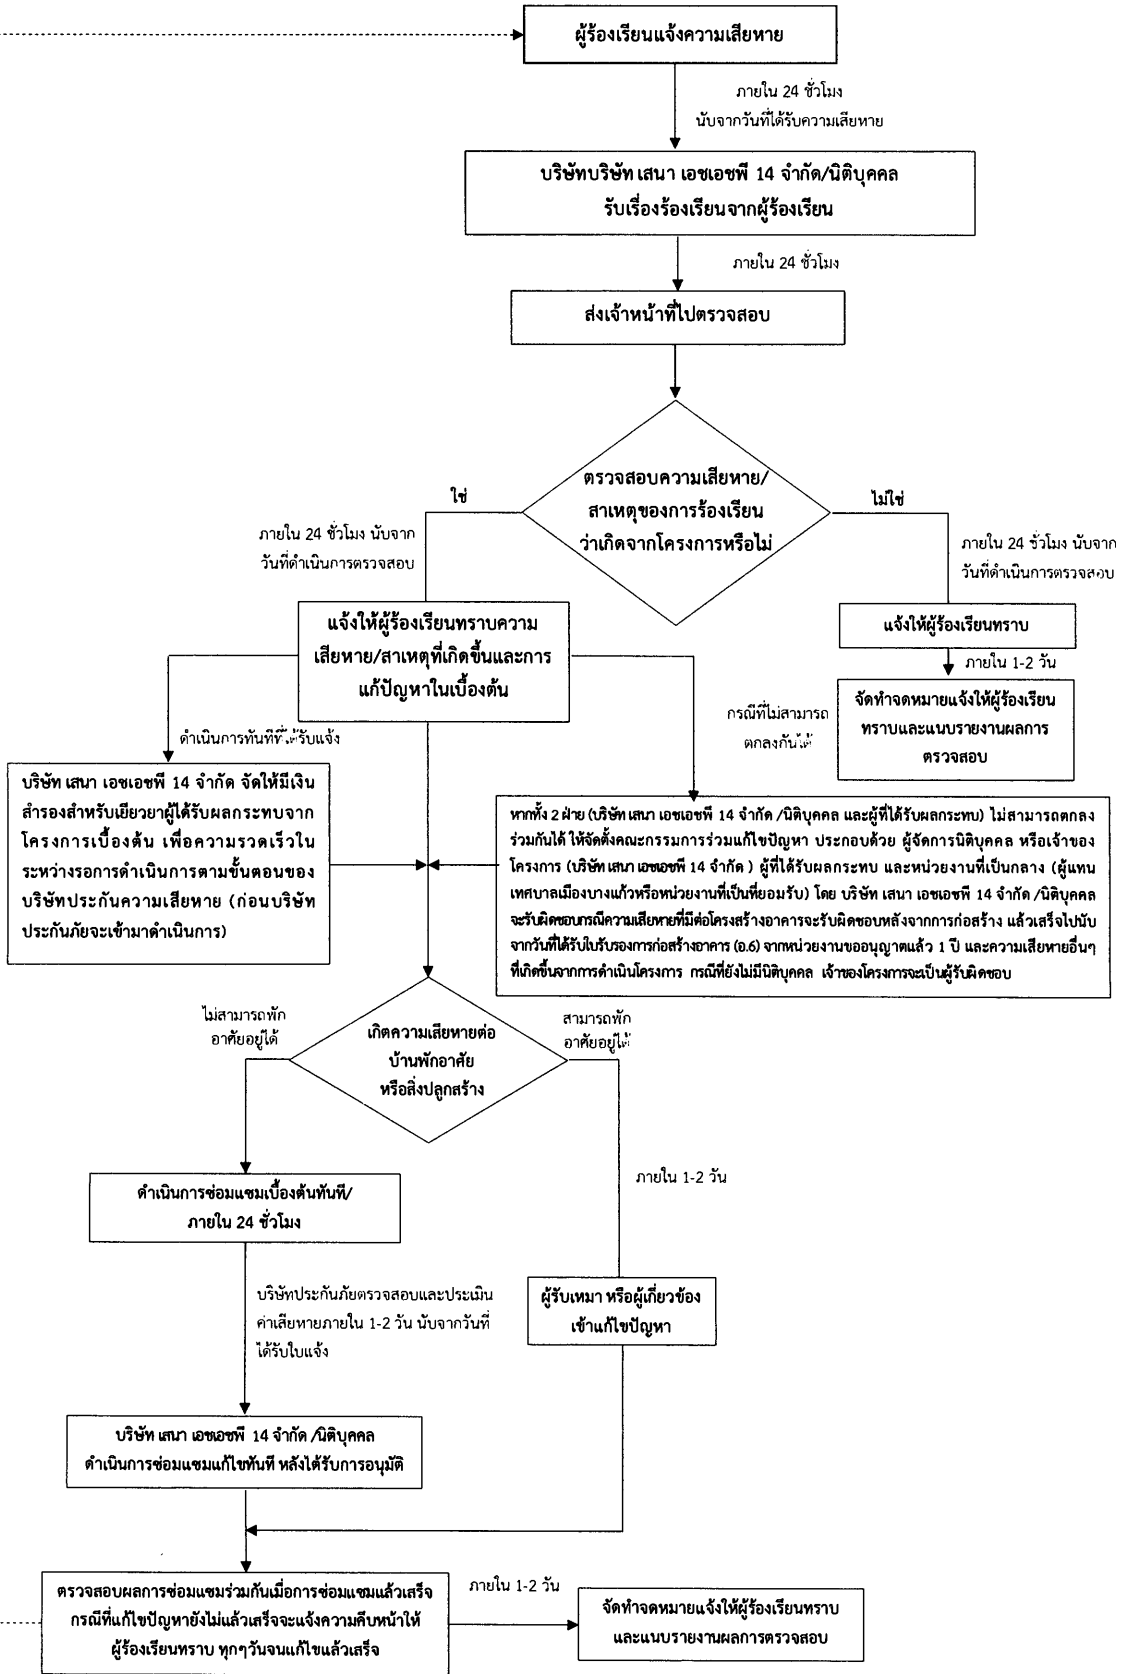 ผู้ร้องเรียนแจ้งความเสียหาย
ภายใน 24 ชั่วโมง
นับจากวันที่ได้รับความเสียหาย
บริษัทบริษัท เสนา เอชเอชพี 14 จำกัด/นิติบุคคล
รับเรื่องร้องเรียนจากผู้ร้องเรียน
ภายใน 24 ชั่วโมง
ส่งเจ้าหน้าที่ไปตรวจสอบ
ตรวจสอบความเสียหาย/
สาเหตุของการร้องเรียน
ว่าเกิดจากโครงการหรือไม่
ใช่
ไม่ใช่
ภายใน 24 ชั่วโมง นับจาก
วันที่ดำเนินการตรวจสอบ
ภายใน 24 ชั่วโมง นับจาก
วันที่ดำเนินการตรวจสอบ
แจ้งให้ผู้ร้องเรียนทราบความ
เสียหาย/สาเหตุที่เกิดขึ้นและการ
แก้ปัญหาในเบื้องต้น
แจ้งให้ผู้ร้องเรียนทราบ
ภายใน 1-2 วัน
จัดทำจดหมายแจ้งให้ผู้ร้องเรียน
ทราบและแนบรายงานผลการ
ตรวจสอบ
กรณีที่ไม่สามารถ
ตกลงกันได้
ดำเนินการทันทีที่ได้รับแจ้ง
บริษัท เสนา เอชเอชพี 14 จำกัด จัดให้มีเงิน
สำรองสำหรับเยียวยาผู้ได้รับผลกระทบจาก
โครงการเบื้องต้น เพื่อความรวดเร็วใน
ระหว่างรอการดำเนินการตามขั้นตอนของ
บริษัทประกันความเสียหาย (ก่อนบริษัท
ประกันภัยจะเข้ามาดำเนินการ)
หากทั้ง 2 ฝ่าย (บริษัท เสนา เอชเอชพี 14 จำกัด /นิติบุคคล และผู้ที่ได้รับผลกระทบ) ไม่สามารถตกลง
ร่วมกันได้ ให้จัดตั้งคณะกรรมการร่วมแก้ไขปัญหา ประกอบด้วย ผู้จัดการนิติบุคคล หรือเจ้าของ
โครงการ (บริษัท เสนา เอชเอชพี 14 จำกัด ) ผู้ที่ได้รับผลกระทบ และหน่วยงานที่เป็นกลาง (ผู้แทน
เทศบาลเมืองบางแก้วหรือหน่วยงานที่เป็นที่ยอมรับ) โดย บริษัท เสนา เอชเอชพี 14 จำกัด /นิติบุคคล
จะรับผิดชอบกรณีความเสียหายที่มีต่อโครงสร้างอาคารจะรับผิดชอบหลังจากการก่อสร้าง แล้วเสร็จไปนับ
จากวันที่ได้รับใบรับรองการก่อสร้างอาคาร (อ.6) จากหน่วยงานขออนุญาตแล้ว 1 ปี และความเสียหายอื่นๆ
ที่เกิดขึ้นจากการดำเนินโครงการ กรณีที่ยังไม่มีนิติบุคคล เจ้าของโครงการจะเป็นผู้รับผิดชอบ
ไม่สามารถพัก
อาศัยอยู่ได้
เกิดความเสียหายต่อ
บ้านพักอาศัย
หรือสิ่งปลูกสร้าง
สามารถพัก
อาศัยอยู่ได้
ดำเนินการซ่อมแซมเบื้องต้นทันที/
ภายใน 24 ชั่วโมง
ภายใน 1-2 วัน
บริษัทประกันภัยตรวจสอบและประเมิน
ค่าเสียหายภายใน 1-2 วัน นับจากวันที่
ได้รับใบแจ้ง
ผู้รับเหมา หรือผู้เกี่ยวข้อง
เข้าแก้ไขปัญหา
บริษัท เสนา เอชเอชพี 14 จำกัด /นิติบุคคล
ดำเนินการซ่อมแซมแก้ไขทันที หลังได้รับการอนุมัติ
ตรวจสอบผลการซ่อมแซมร่วมกันเมื่อการซ่อมแซมแล้วเสร็จ
กรณีที่แก้ไขปัญหายังไม่แล้วเสร็จจะแจ้งความคืบหน้าให้
ผู้ร้องเรียนทราบ ทุกๆวันจนแก้ไขแล้วเสร็จ
ภายใน 1-2 วัน
จัดทำจดหมายแจ้งให้ผู้ร้องเรียนทราบ
และแนบรายงานผลการตรวจสอบ